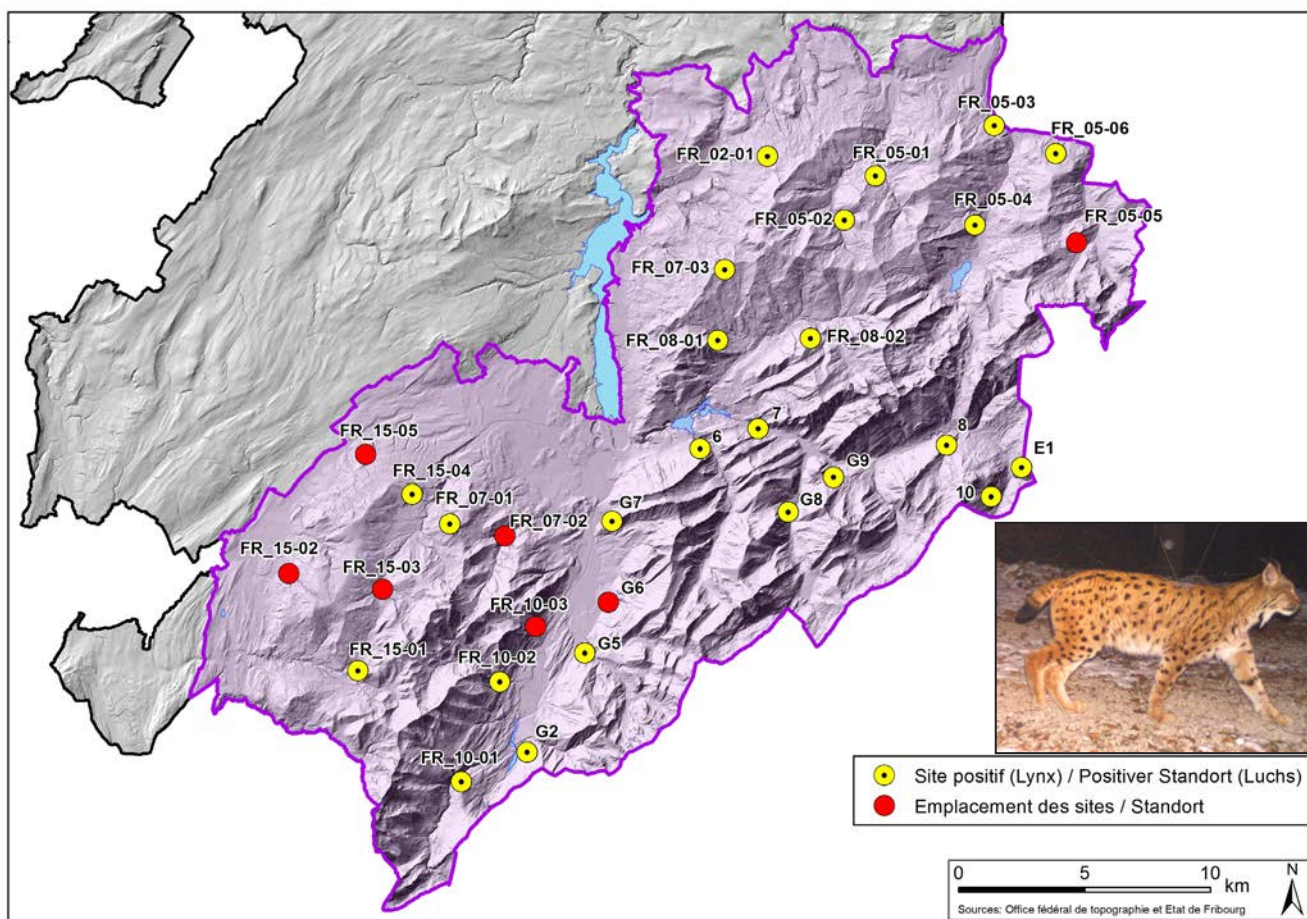 FR_05-03
FR_05-06
FR_02-01
FR_05-01
FR_05-02
FR_05-04
FR_05-05
FR_07-03
FR_08-01
FR_08-02
7
6
8
E1
G9
10
G8
FR_15-05
FR_15-04
FR_07-01
G7
FR_07-02
FR_15-02
FR_15-03
G6
FR_10-03
G5
FR_15-01
FR_10-02
G2
FR_10-01
Site positif (Lynx) / Positiver Standort (Luchs)
Emplacement des sites / Standort
0 5 10
km
N
Sources: Office fédéral de topographie et Etat de Fribourg